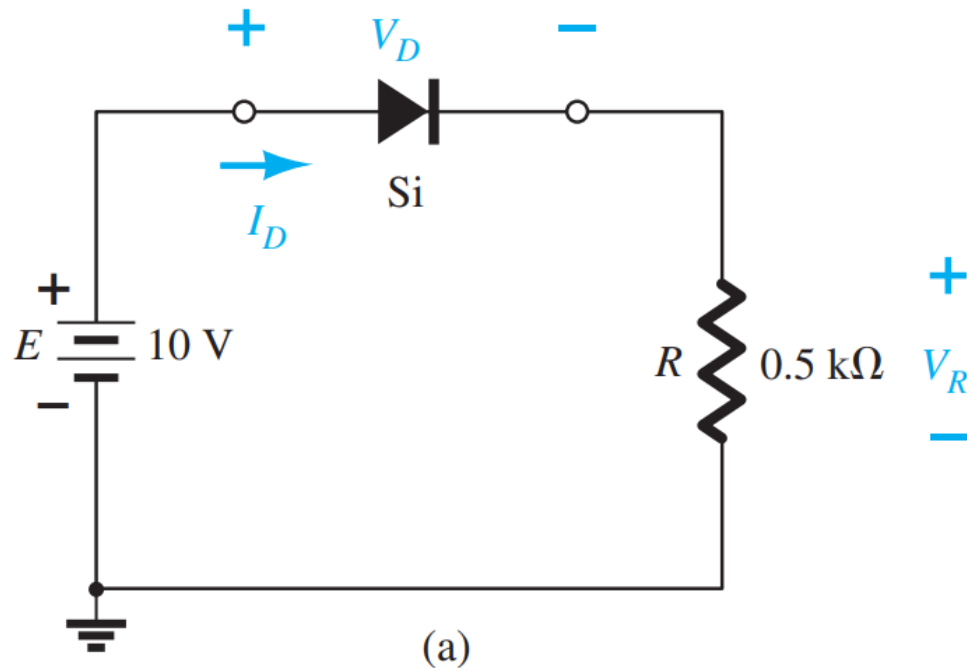 + V_D −
Si
I_D
+
E 10 V
−
R 0.5 kΩ
+
V_R
−
(a)